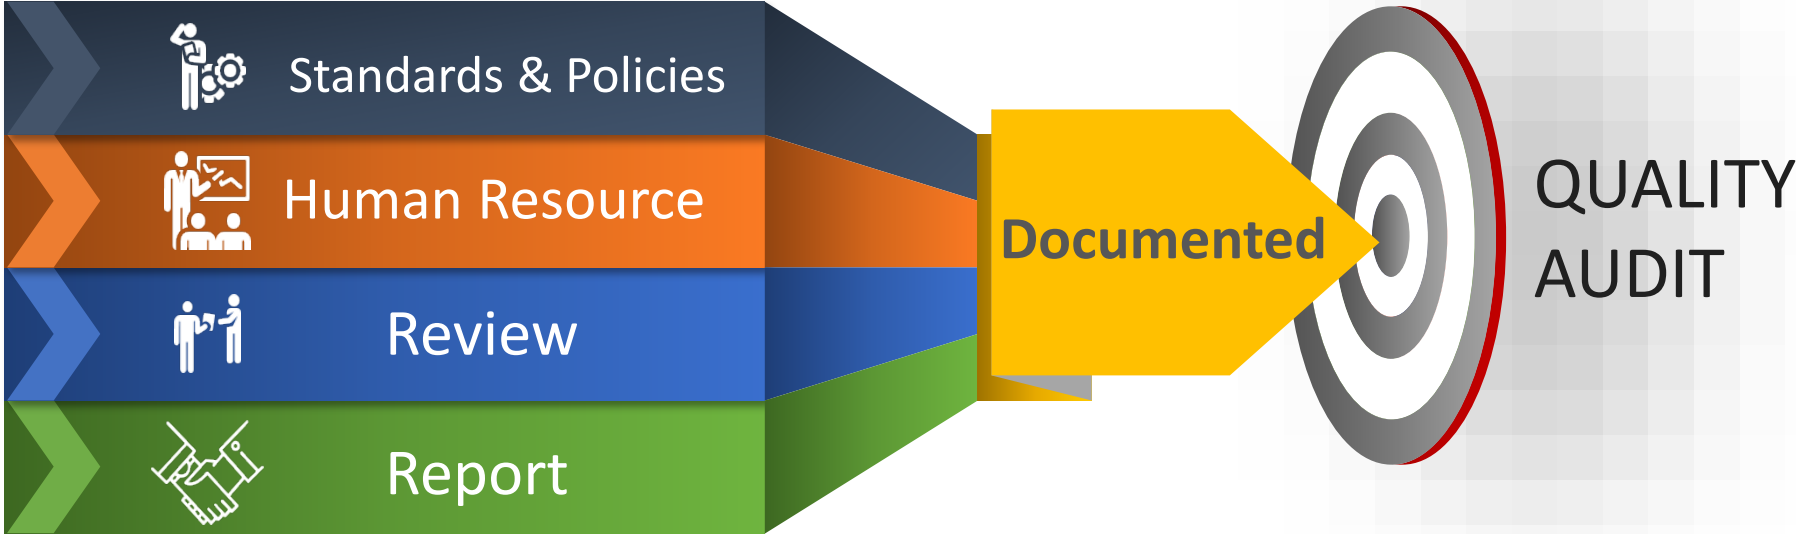 Standards & Policies
Human Resource
Review
Report
Documented
QUALITY
AUDIT